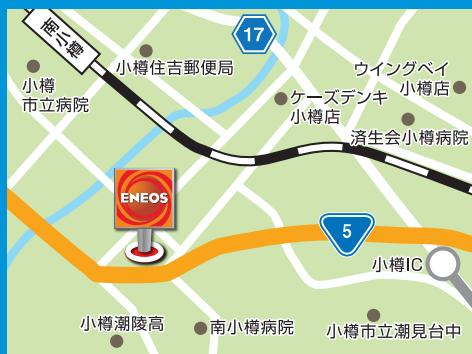 南小樽
小樽住吉郵便局
17
ウイングベイ
小樽店
小樽
市立病院
ケーズデンキ
小樽店
済生会小樽病院
ENEOS
5
小樽IC
小樽潮陵高
南小樽病院
小樽市立潮見台中